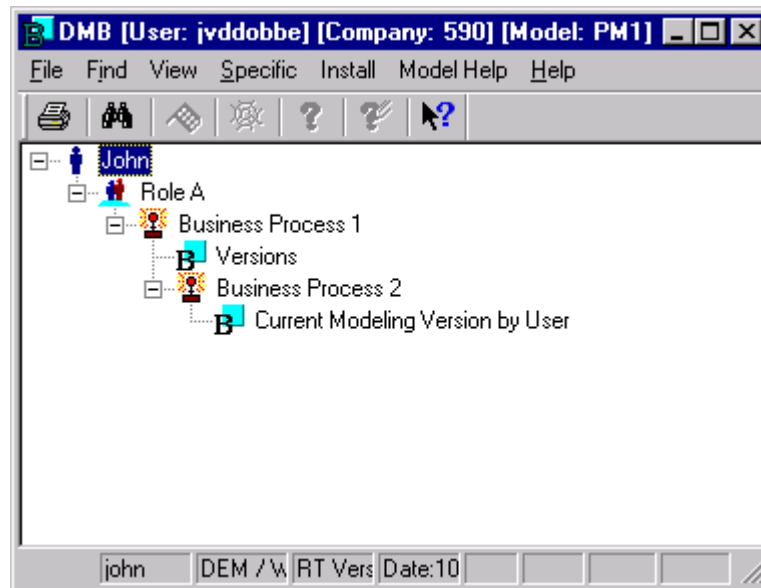 DMB [User: jvddobbe] [Company: 590] [Model: PM1]
File Find View Specific Install Model Help Help
John
Role A
Business Process 1
B Versions
Business Process 2
B Current Modeling Version by User
john DEM / W RT Vers Date:10